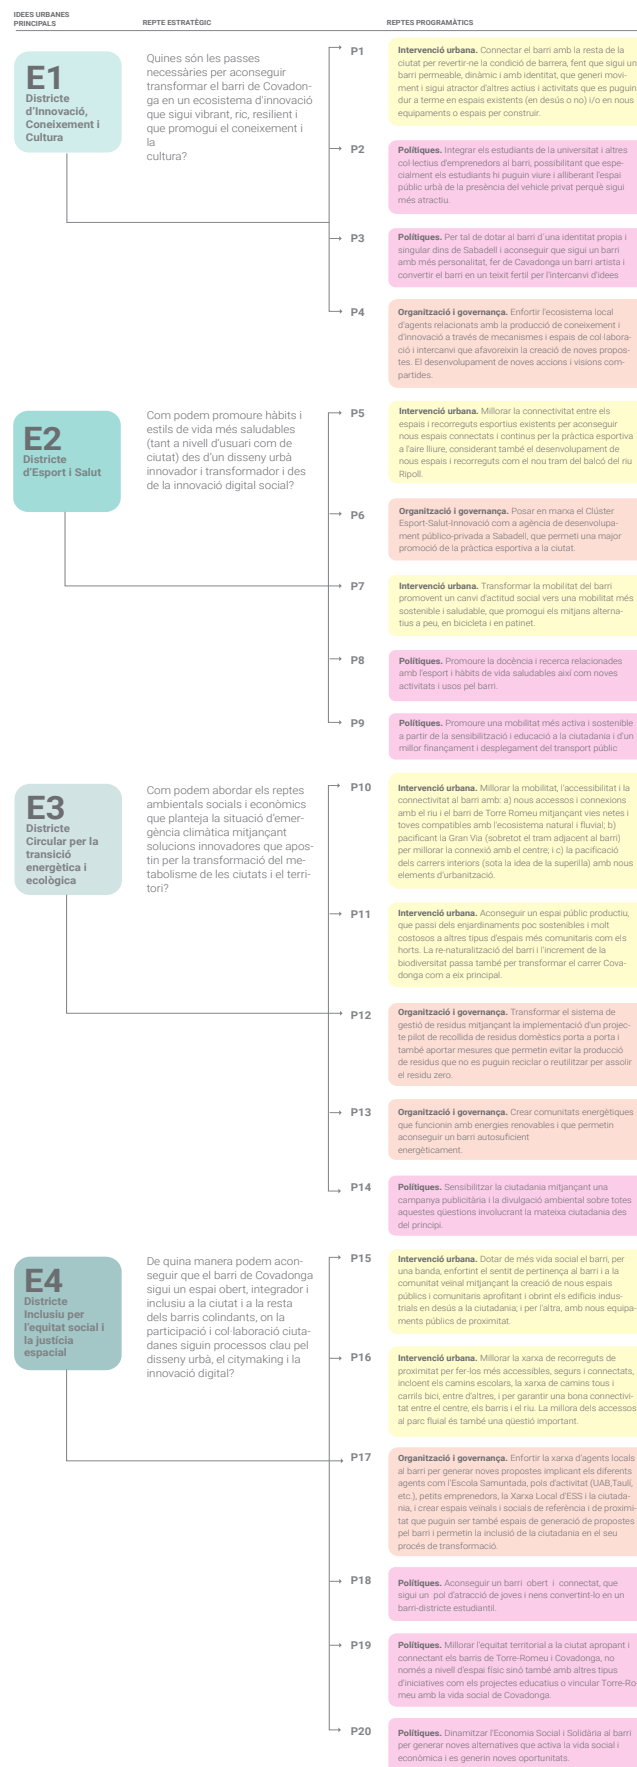 IDEES URBANES
PRINCIPALS
REPTE ESTRATÈGIC
REPTES PROGRAMÀTICS
E1
Districte
d'Innovació,
Coneixement i
Cultura
Quines són les passes
necessàries per aconseguir
transformar el barri de Covadon-
ga en un ecosistema d'innovació
que sigui vibrant, ric, resilient i
que promogui el coneixement i
la
cultura?
P1
Intervenció urbana. Connectar el barri amb la resta de la
ciutat per revertir-ne la condició de barrera, fent que sigui un
barri permeable, dinàmic i amb identitat, que generi movi-
ment i sigui atractor d'altres actius i activitats que es puguin
dur a terme en espais existents (en desús o no) i/o en nous
equipaments o espais per construir.
P2
Polítiques. Integrar els estudiants de la universitat i altres
col·lectius d'emprenedors al barri, possibilitant que espe-
cialment els estudiants hi puguin viure i alliberant l'espai
públic urbà de la presència del vehicle privat perquè sigui
més atractiu.
P3
Polítiques. Per tal de dotar al barri d´una identitat propia i
singular dins de Sabadell i aconseguir que sigui un barri
amb més personalitat, fer de Cavadonga un barri artista i
convertir el barri en un teixit fertil per l'intercanvi d'idees
P4
Organització i governança. Enfortir l'ecosistema local
d'agents relacionats amb la producció de coneixement i
d'innovació a través de mecanismes i espais de col·labora-
ció i intercanvi que afavoreixin la creació de noves propos-
tes. El desenvolupament de noves accions i visions com-
partides.
E2
Districte
d'Esport i Salut
Com podem promoure hàbits i
estils de vida més saludables
(tant a nivell d'usuari com de
ciutat) des d'un disseny urbà
innovador i transformador i des
de la innovació digital social?
P5
Intervenció urbana. Millorar la connectivitat entre els
espais i recorreguts esportius existents per aconseguir
nous espais connectats i continus per la pràctica esportiva
a l'aire lliure, considerant també el desenvolupament de
nous espais i recorreguts com el nou tram del balcó del riu
Ripoll.
P6
Organització i governança. Posar en marxa el Clúster
Esport-Salut-Innovació com a agència de desenvolupa-
ment público-privada a Sabadell, que permeti una major
promoció de la pràctica esportiva a la ciutat.
P7
Intervenció urbana. Transformar la mobilitat del barri
promovent un canvi d'actitud social vers una mobilitat més
sostenible i saludable, que promogui els mitjans alterna-
tius a peu, en bicicleta i en patinet.
P8
Polítiques. Promoure la docència i recerca relacionades
amb l'esport i hàbits de vida saludables així com noves
activitats i usos pel barri.
P9
Polítiques. Promoure una mobilitat més activa i sostenible
a partir de la sensibilització i educació a la ciutadania i d'un
millor finançament i desplegament del transport públic
E3
Districte
Circular per la
transició
energètica i
ecològica
Com podem abordar els reptes
ambientals socials i econòmics
que planteja la situació d'emer-
gència climàtica mitjançant
solucions innovadores que apos-
tin per la transformació del me-
tabolisme de les ciutats i el terri-
tori?
P10
Intervenció urbana. Millorar la mobilitat, l'accessibilitat i la
connectivitat al barri amb: a) nous accessos i connexions
amb el riu i el barri de Torre Romeu mitjançant vies netes i
toves compatibles amb l'ecosistema natural i fluvial; b)
pacificant la Gran Via (sobretot el tram adjacent al barri)
per millorar la connexió amb el centre; i c) la pacificació
dels carrers interiors (sota la idea de la superilla) amb nous
elements d'urbanització.
P11
Intervenció urbana. Aconseguir un espai públic productiu,
que passi dels enjardinaments poc sostenibles i molt
costosos a altres tipus d'espais més comunitaris com els
horts. La re-naturalització del barri i l'increment de la
biodiversitat passa també per transformar el carrer Cova-
donga com a eix principal.
P12
Organització i governança. Transformar el sistema de
gestió de residus mitjançant la implementació d'un projec-
te pilot de recollida de residus domèstics porta a porta i
també aportar mesures que permetin evitar la producció
de residus que no es puguin reciclar o reutilitzar per assolir
el residu zero.
P13
Organització i governança. Crear comunitats energètiques
que funcionin amb energies renovables i que permetin
aconseguir un barri autosuficient
energèticament.
P14
Polítiques. Sensibilitzar la ciutadania mitjançant una
campanya publicitària i la divulgació ambiental sobre totes
aquestes qüestions involucrant la mateixa ciutadania des
del principi.
E4
Districte
Inclusiu per
l'equitat social i
la justícia
espacial
De quina manera podem acon-
seguir que el barri de Covadonga
sigui un espai obert, integrador i
inclusiu a la ciutat i a la resta
dels barris colindants, on la
participació i col·laboració ciuta-
danes siguin processos clau pel
disseny urbà, el citymaking i la
innovació digital?
P15
Intervenció urbana. Dotar de més vida social el barri, per
una banda, enfortint el sentit de pertinença al barri i a la
comunitat veïnal mitjançant la creació de nous espais
públics i comunitaris aprofitant i obrint els edificis indus-
trials en desús a la ciutadania; i per l'altra, amb nous equipa-
ments públics de proximitat.
P16
Intervenció urbana. Millorar la xarxa de recorreguts de
proximitat per fer-los més accessibles, segurs i connectats,
incloent els camins escolars, la xarxa de camins tous i
carrils bici, entre d'altres, i per garantir una bona connectivi-
tat entre el centre, els barris i el riu. La millora dels accessos
al parc fluial és també una qüestió important.
P17
Organització i governança. Enfortir la xarxa d'agents locals
al barri per generar noves propostes implicant els diferents
agents com l'Escola Samuntada, pols d'activitat (UAB,Taulí,
etc.), petits emprenedors, la Xarxa Local d'ESS i la ciutada-
nia, i crear espais veïnals i socials de referència i de proximi-
tat que puguin ser també espais de generació de propostes
pel barri i permetin la inclusió de la ciutadania en el seu
procés de transformació.
P18
Polítiques. Aconseguir un barri obert i connectat, que
sigui un pol d'atracció de joves i nens convertint-lo en un
barri-districte estudiantil.
P19
Polítiques. Millorar l'equitat territorial a la ciutat apropant i
connectant els barris de Torre-Romeu i Covadonga, no
només a nivell d'espai físic sinó també amb altres tipus
d'iniciatives com els projectes educatius o vincular Torre-Ro-
meu amb la vida social de Covadonga.
P20
Polítiques. Dinamitzar l'Economia Social i Solidària al barri
per generar noves alternatives que activa la vida social i
econòmica i es generin noves oportunitats.